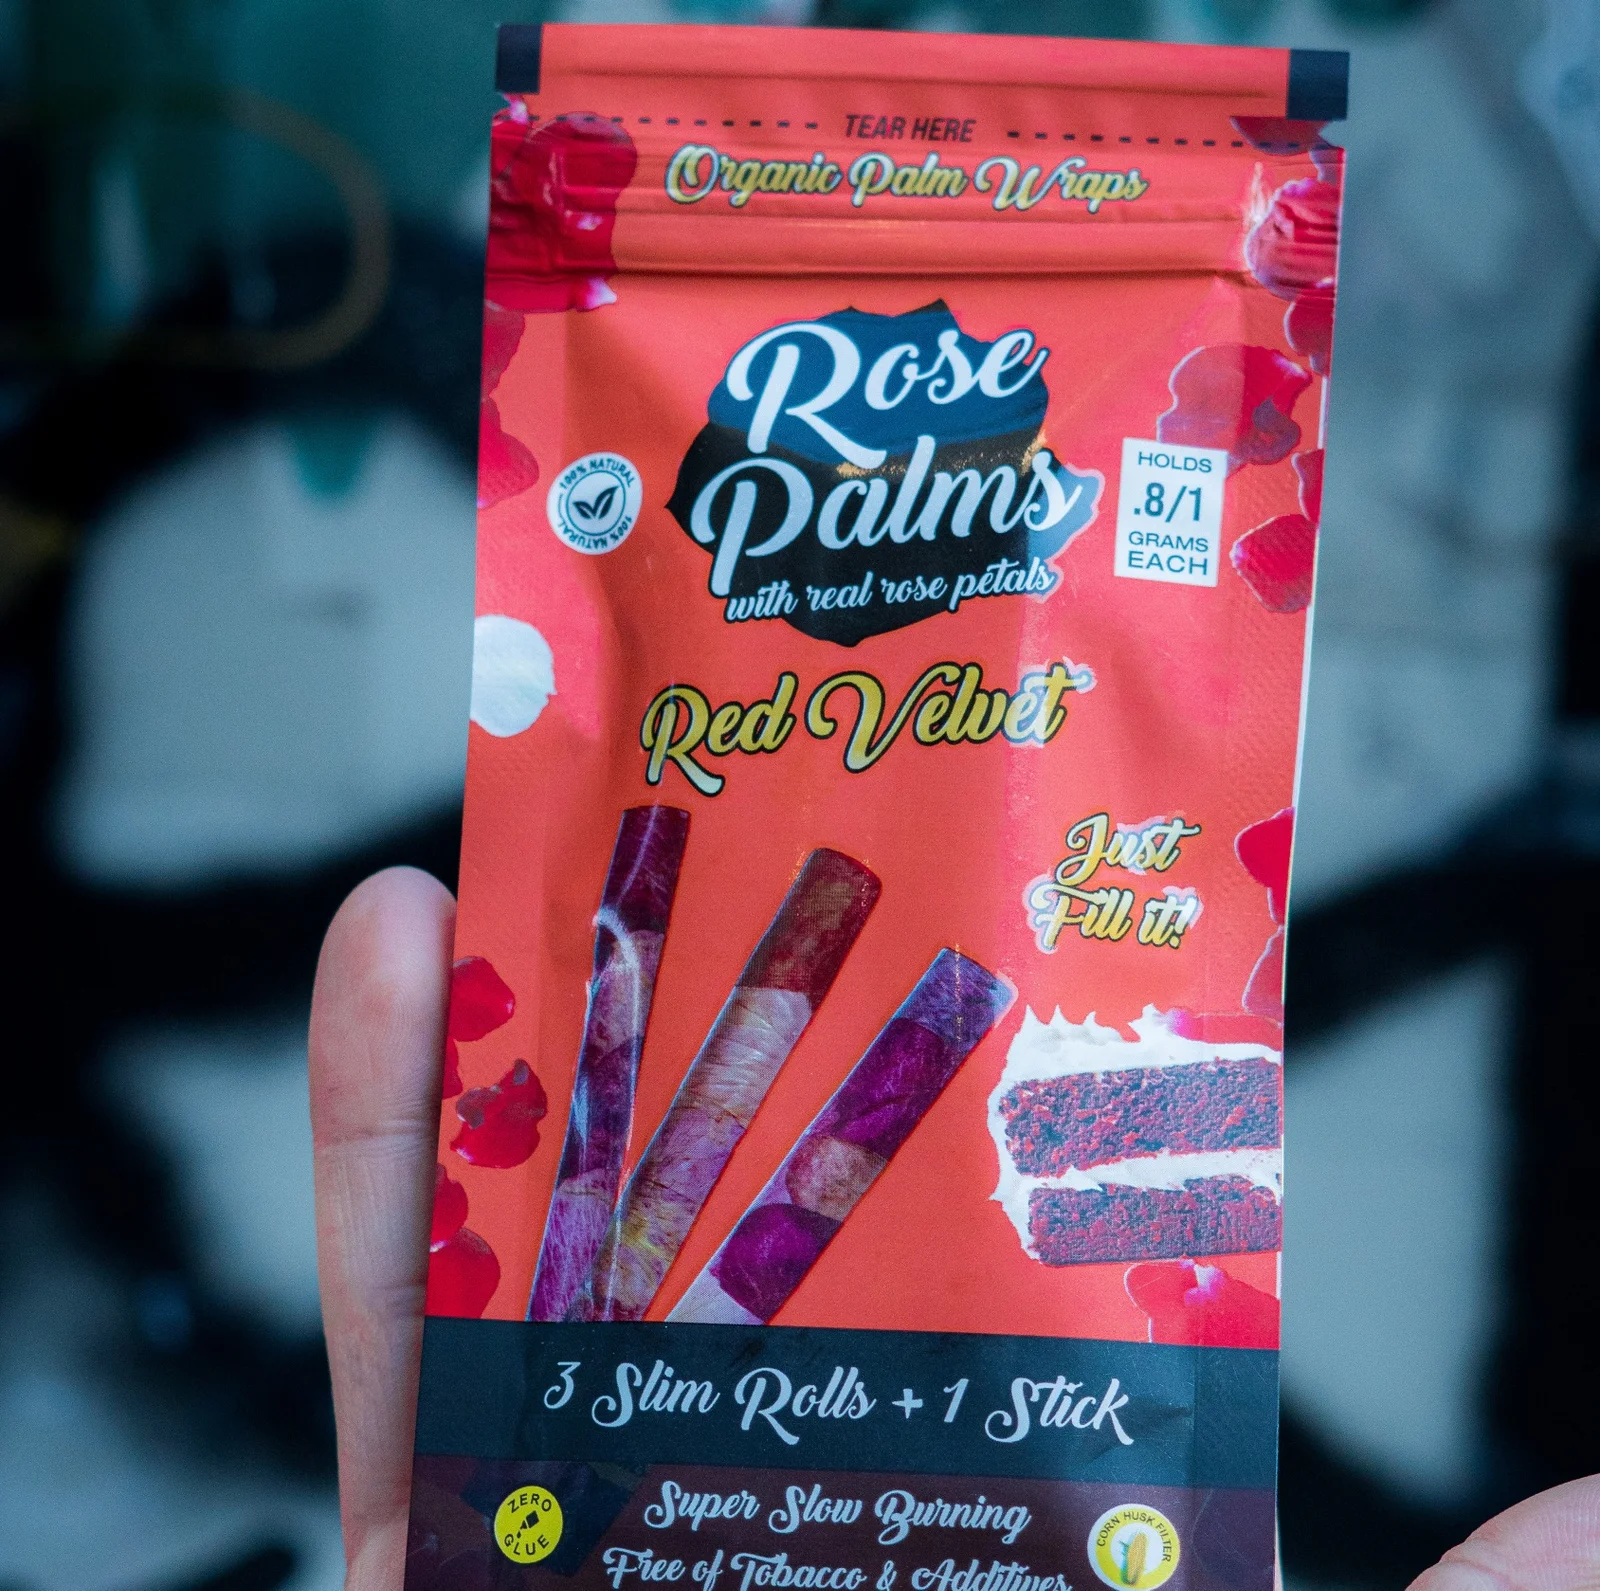 TEAR HERE
Organic Palm Wraps
Rose
Palms
with real rose petals
100% NATURAL
100% NATURAL
HOLDS
.8/1
GRAMS
EACH
Red Velvet
Just
Fill it!
3 Slim Rolls + 1 Stick
ZERO
GLUE
Super Slow Burning
Free of Tobacco & Additives
CORN HUSK FILTER